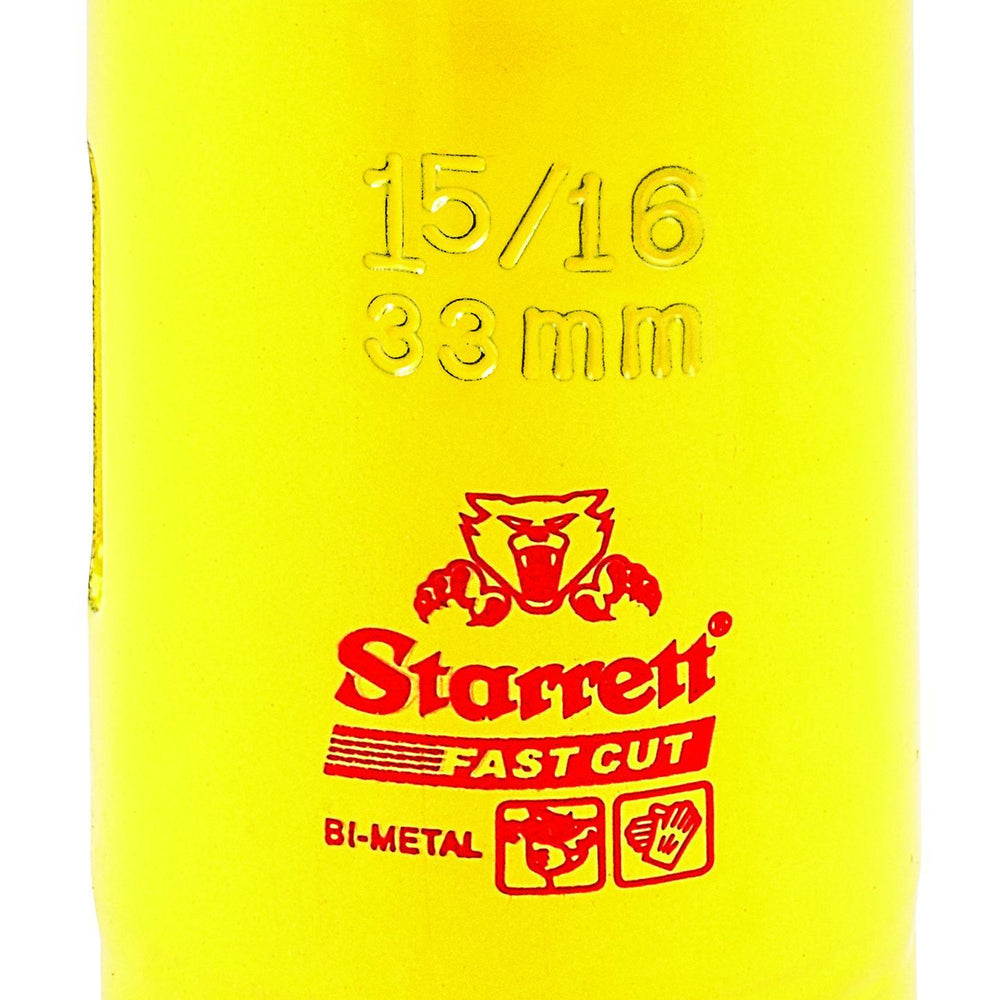 15/16
33mm
Starrett®
FAST CUT
BI-METAL